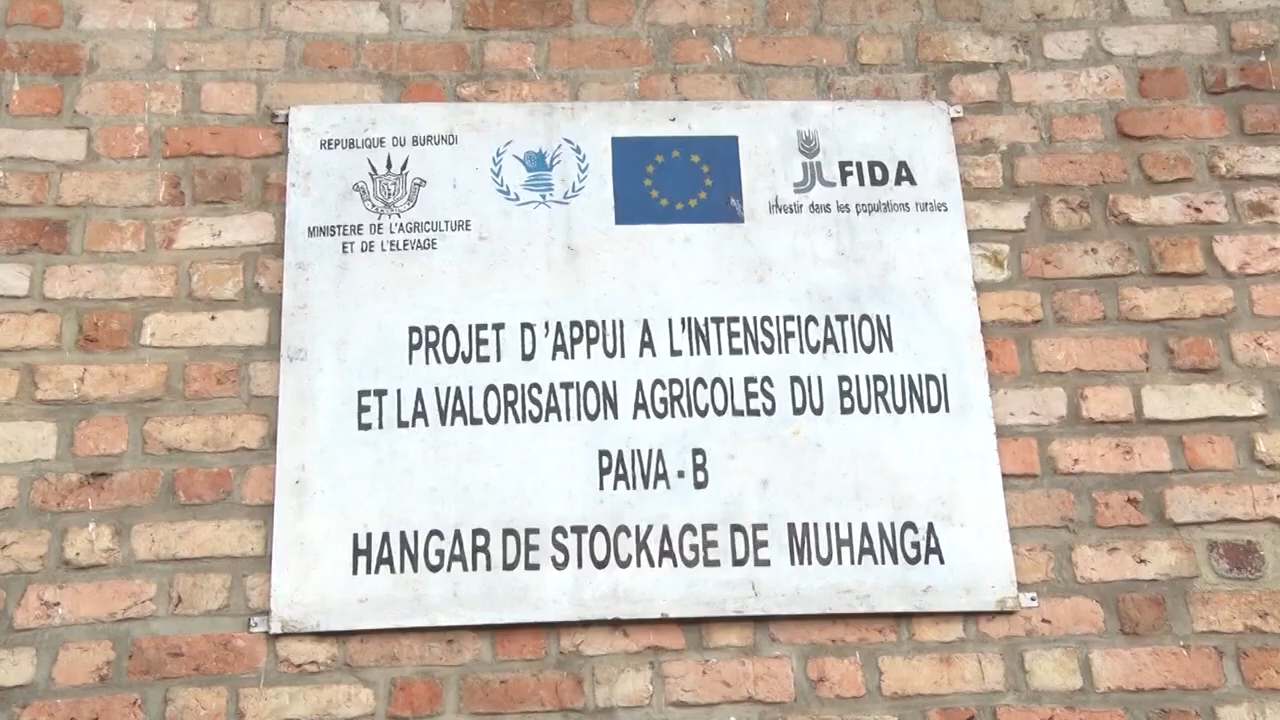 REPUBLIQUE DU BURUNDI
MINISTERE DE L'AGRICULTURE
ET DE L'ELEVAGE
FIDA
Investir dans les populations rurales
PROJET D'APPUI A L'INTENSIFICATION
ET LA VALORISATION AGRICOLES DU BURUNDI
PAIVA - B
HANGAR DE STOCKAGE DE MUHANGA